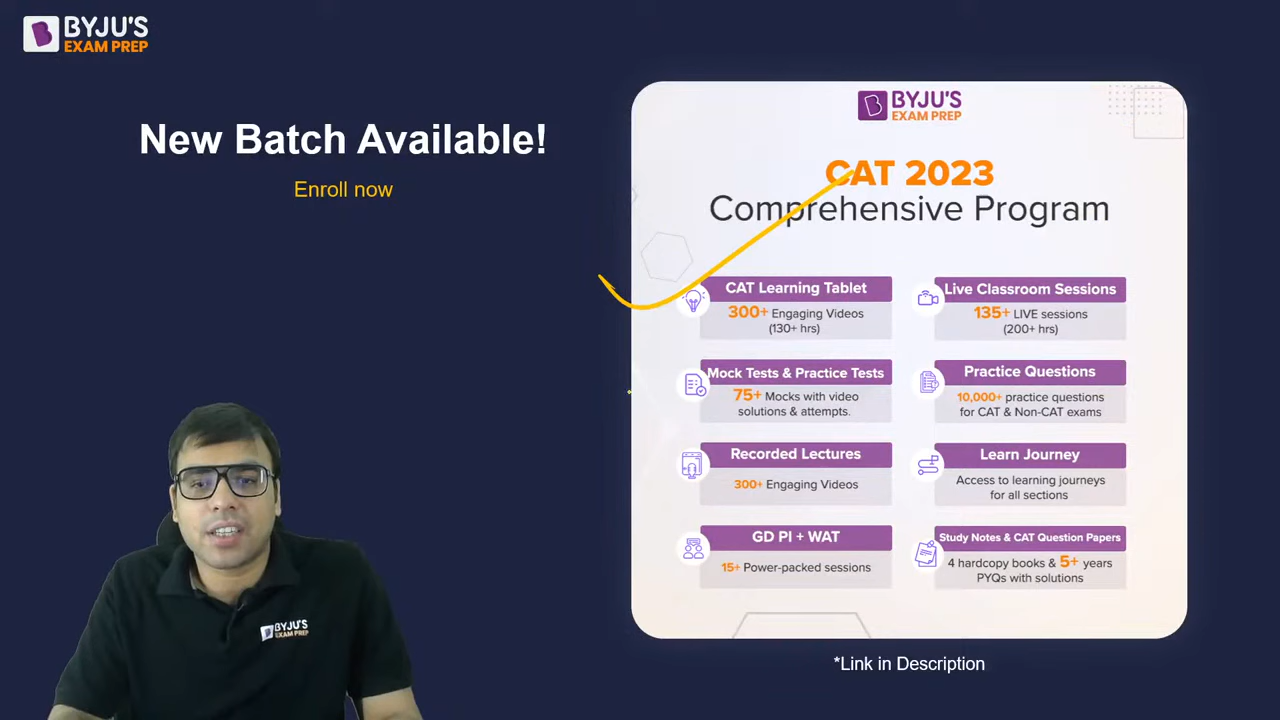 BYJU'S
EXAM PREP
New Batch Available!
Enroll now
BYJU'S
EXAM PREP
CAT 2023
Comprehensive Program
CAT Learning Tablet
300+ Engaging Videos
(130+ hrs)
Live Classroom Sessions
135+ LIVE sessions
(200+ hrs)
Mock Tests & Practice Tests
75+ Mocks with video
solutions & attempts.
Practice Questions
10,000+ practice questions
for CAT & Non-CAT exams
Recorded Lectures
300+ Engaging Videos
Learn Journey
Access to learning journeys
for all sections
GD PI + WAT
15+ Power-packed sessions
Study Notes & CAT Question Papers
4 hardcopy books & 5+ years
PYQs with solutions
*Link in Description
BYJU'S
EXAM PREP